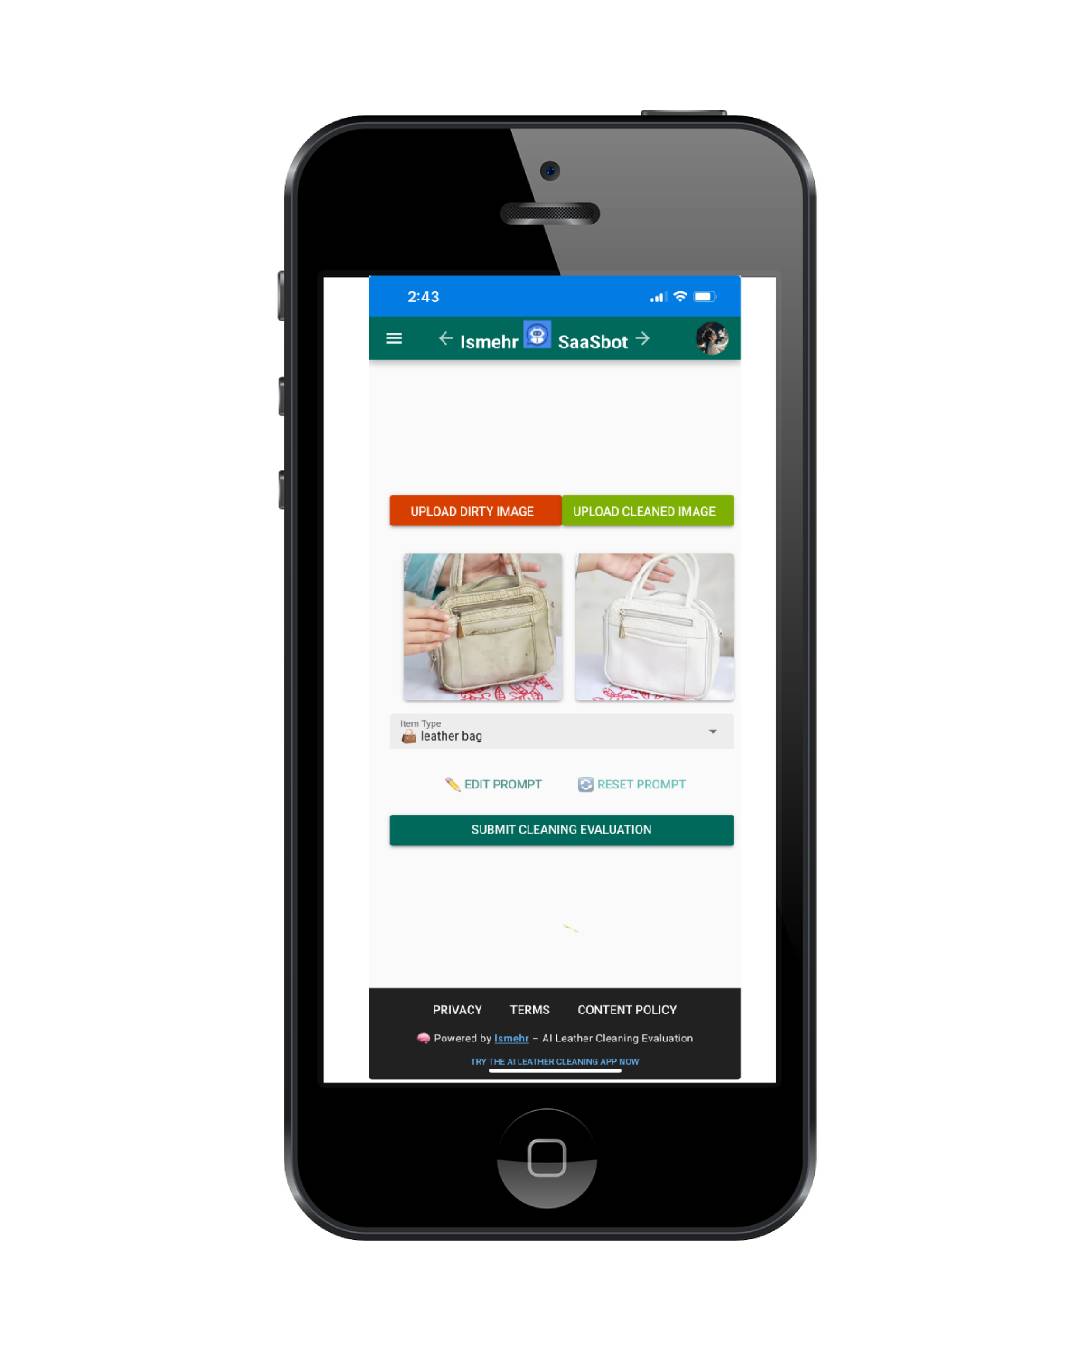 2:43
Ismehr SaaSbot
UPLOAD DIRTY IMAGE UPLOAD CLEANED IMAGE
Item Type
leather bag
EDIT PROMPT RESET PROMPT
SUBMIT CLEANING EVALUATION
PRIVACY TERMS CONTENT POLICY
Powered by Ismehr – AI Leather Cleaning Evaluation
TRY THE AI LEATHER CLEANING APP NOW